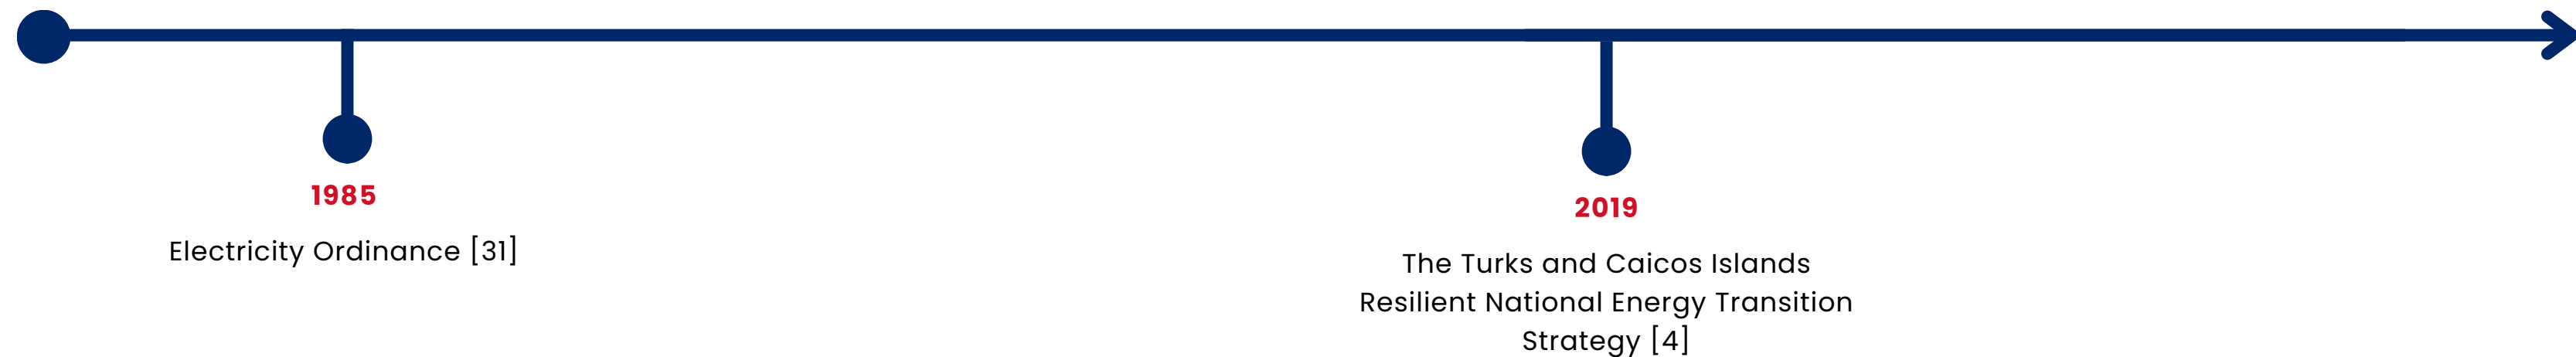 1985
Electricity Ordinance [31]
2019
The Turks and Caicos Islands
Resilient National Energy Transition
Strategy [4]